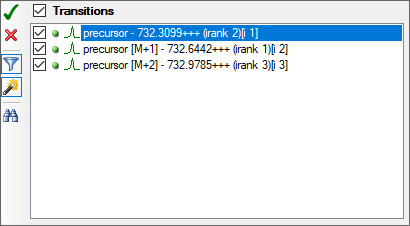 Transitions
precursor - 732.3099+++ (irank 2)[i 1]
precursor [M+1] - 732.6442+++ (irank 1)[i 2]
precursor [M+2] - 732.9785+++ (irank 3)[i 3]